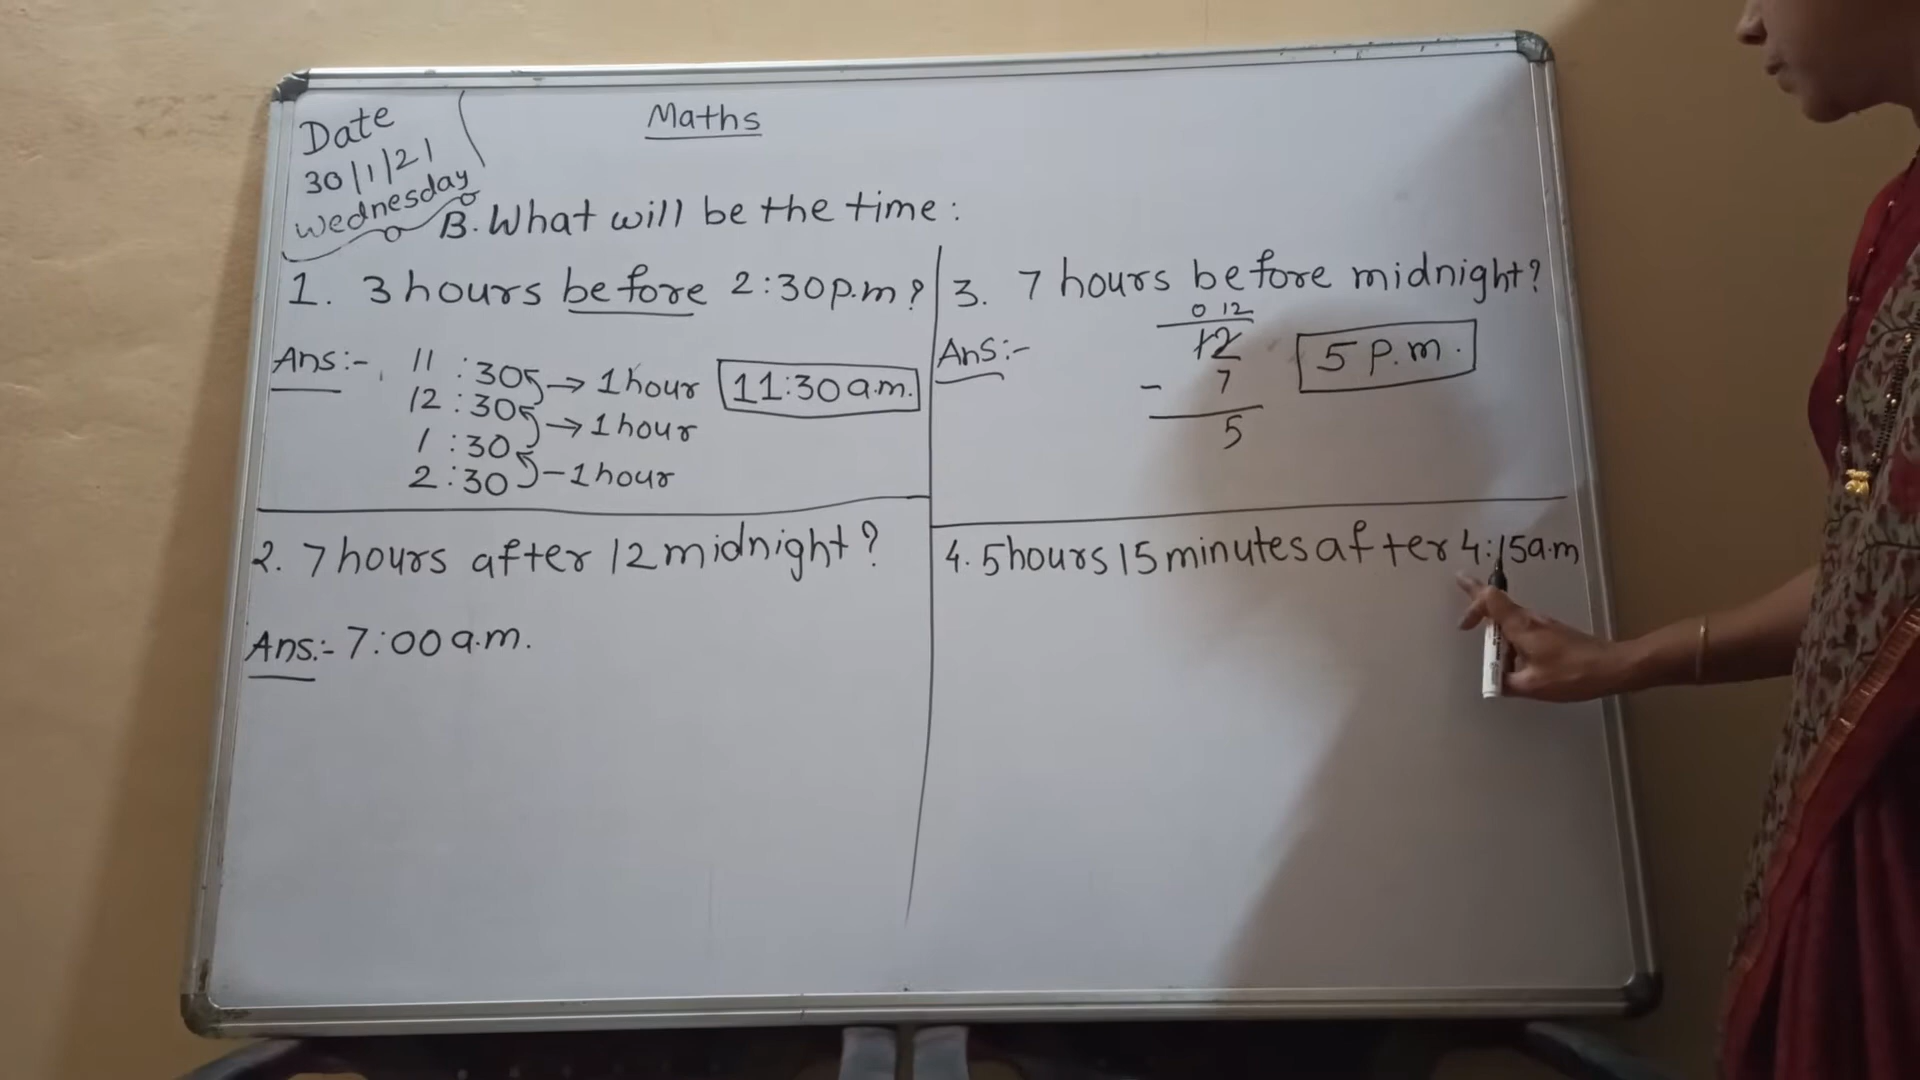 Date
30/1/21
Wednesday
Maths
B. What will be the time:
1. 3 hours before 2:30p.m?
Ans:- 11:30 → 1 hour 11:30 a.m.
12:30 → 1 hour
1:30
2:30 - 1 hour
2. 7 hours after 12 midnight?
Ans:- 7:00 a.m.
3. 7 hours before midnight?
0 12
Ans:- 12 5 p.m.
- 7
5
4. 5 hours 15 minutes after 4:15a.m